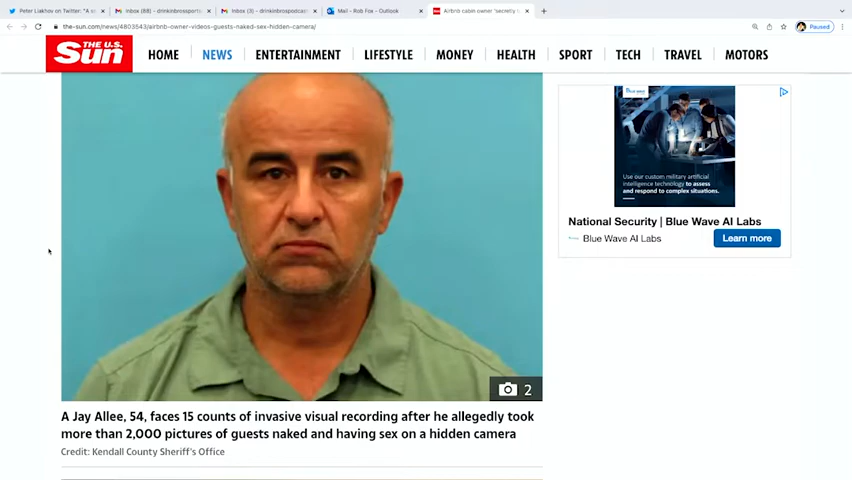 Peter Liakhov on Twitter: "A s
Inbox (88) - drinkinbrossports
Inbox (3) - drinkinbrospodcas
Mail - Rob Fox - Outlook
Airbnb cabin owner 'secretly v
the-sun.com/news/4803543/airbnb-owner-videos-guests-naked-sex-hidden-camera/
Paused
THE U.S.
Sun
HOME
NEWS
ENTERTAINMENT
LIFESTYLE
MONEY
HEALTH
SPORT
TECH
TRAVEL
MOTORS
Blue wave
Use our custom military artificial
intelligence technology to assess
and respond to complex situations.
National Security | Blue Wave AI Labs
Blue Wave AI Labs
Learn more
2
A Jay Allee, 54, faces 15 counts of invasive visual recording after he allegedly took
more than 2,000 pictures of guests naked and having sex on a hidden camera
Credit: Kendall County Sheriff's Office